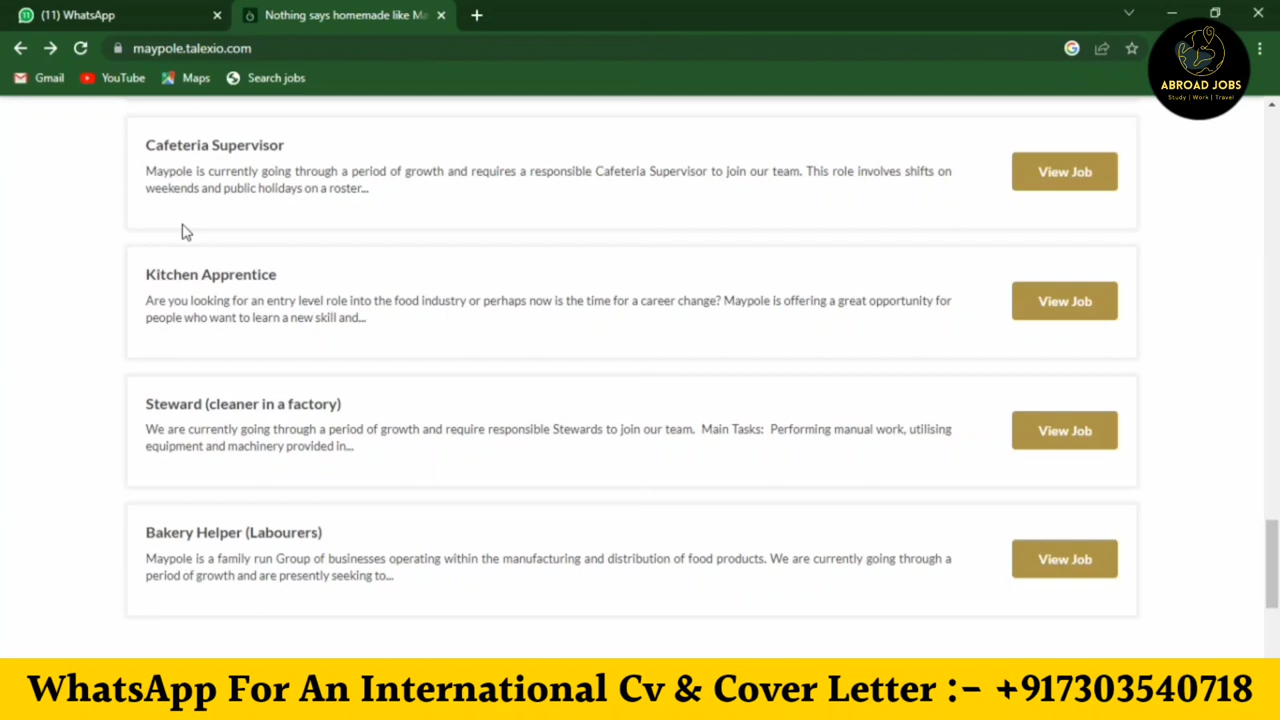 (11) WhatsApp
Nothing says homemade like Ma
maypole.talexio.com
Gmail
YouTube
Maps
Search jobs
ABROAD JOBS
Study | Work | Travel
Cafeteria Supervisor
Maypole is currently going through a period of growth and requires a responsible Cafeteria Supervisor to join our team. This role involves shifts on
weekends and public holidays on a roster...
View Job
Kitchen Apprentice
Are you looking for an entry level role into the food industry or perhaps now is the time for a career change? Maypole is offering a great opportunity for
people who want to learn a new skill and...
View Job
Steward (cleaner in a factory)
We are currently going through a period of growth and require responsible Stewards to join our team. Main Tasks: Performing manual work, utilising
equipment and machinery provided in...
View Job
Bakery Helper (Labourers)
Maypole is a family run Group of businesses operating within the manufacturing and distribution of food products. We are currently going through a
period of growth and are presently seeking to...
View Job
WhatsApp For An International Cv & Cover Letter :- +917303540718